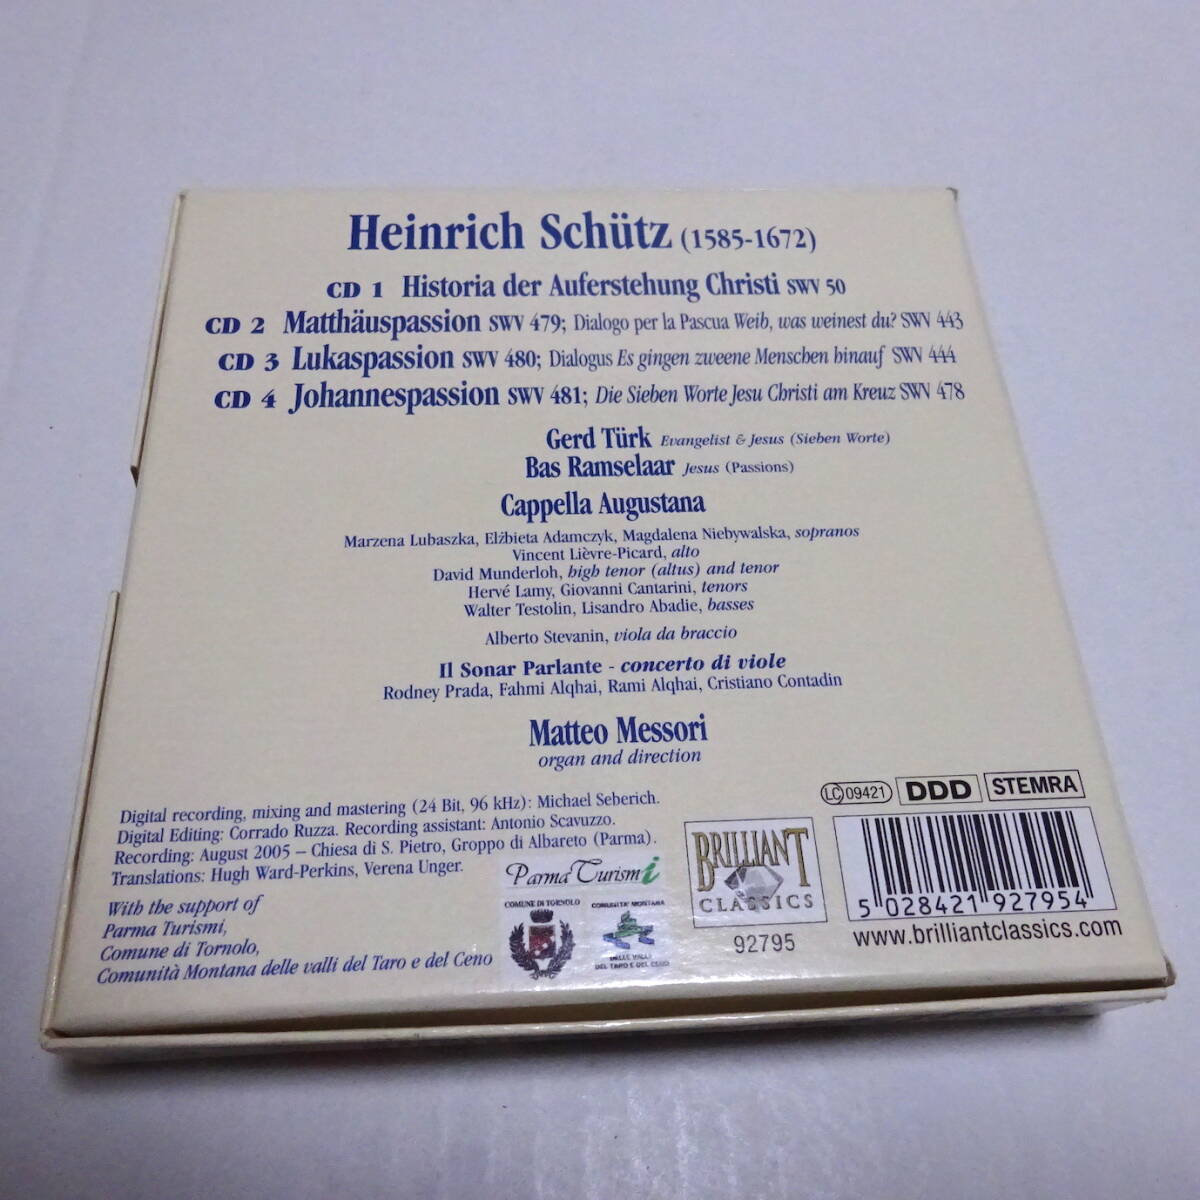 Heinrich Schütz (1585-1672)
CD 1 Historia der Auferstehung Christi SWV 50
CD 2 Matthäuspassion SWV 479; Dialogo per la Pascua Weib, was weinest du? SWV 443
CD 3 Lukaspassion SWV 480; Dialogus Es gingen zweene Menschen hinauf SWV 444
CD 4 Johannespassion SWV 481; Die Sieben Worte Jesu Christi am Kreuz SWV 478
Gerd Türk Evangelist & Jesus (Sieben Worte)
Bas Ramselaar Jesus (Passions)
Cappella Augustana
Marzena Lubaszka, Elžbieta Adamczyk, Magdalena Niebywalska, sopranos
Vincent Lièvre-Picard, alto
David Munderloh, high tenor (altus) and tenor
Hervé Lamy, Giovanni Cantarini, tenors
Walter Testolin, Lisandro Abadie, basses
Alberto Stevanin, viola da braccio
Il Sonar Parlante - concerto di viole
Rodney Prada, Fahmi Alqhai, Rami Alqhai, Cristiano Contadin
Matteo Messori
organ and direction
Digital recording, mixing and mastering (24 Bit, 96 kHz): Michael Seberich.
Digital Editing: Corrado Ruzza. Recording assistant: Antonio Scavuzzo.
Recording: August 2005 – Chiesa di S. Pietro, Groppo di Albareto (Parma).
Translations: Hugh Ward-Perkins, Verena Unger.
With the support of
Parma Turismi,
Comune di Tornolo,
Comunità Montana delle valli del Taro e del Ceno
Parma Turismi
COMUNE DI TORNOLO
COMUNITA' MONTANA
DELLE VALLI
DEL TARO E DEL CENO
BRILLIANT
CLASSICS
92795
LC 09421 DDD STEMRA
5 028421 927954
www.brilliantclassics.com